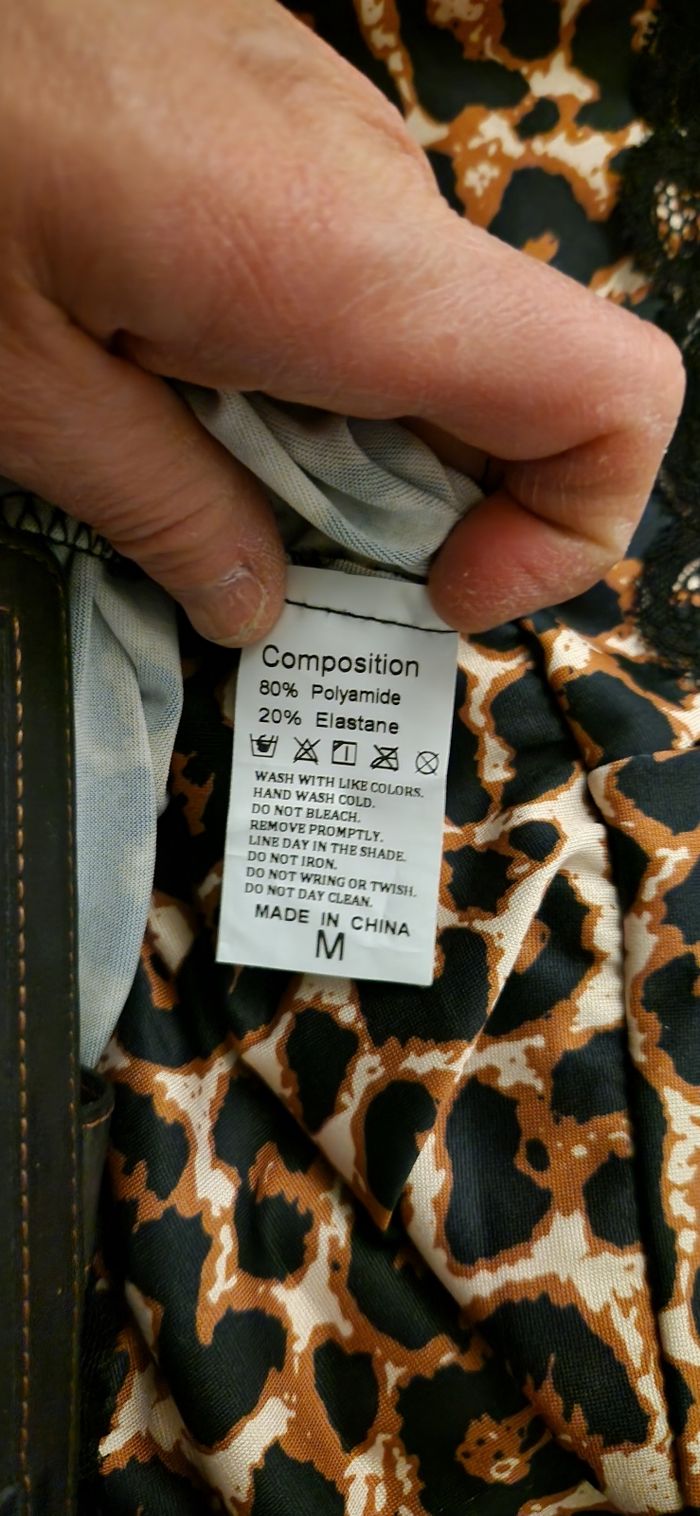 Composition
80% Polyamide
20% Elastane
WASH WITH LIKE COLORS.
HAND WASH COLD.
DO NOT BLEACH.
REMOVE PROMPTLY.
LINE DAY IN THE SHADE.
DO NOT IRON.
DO NOT WRING OR TWISH.
DO NOT DAY CLEAN.
MADE IN CHINA
M